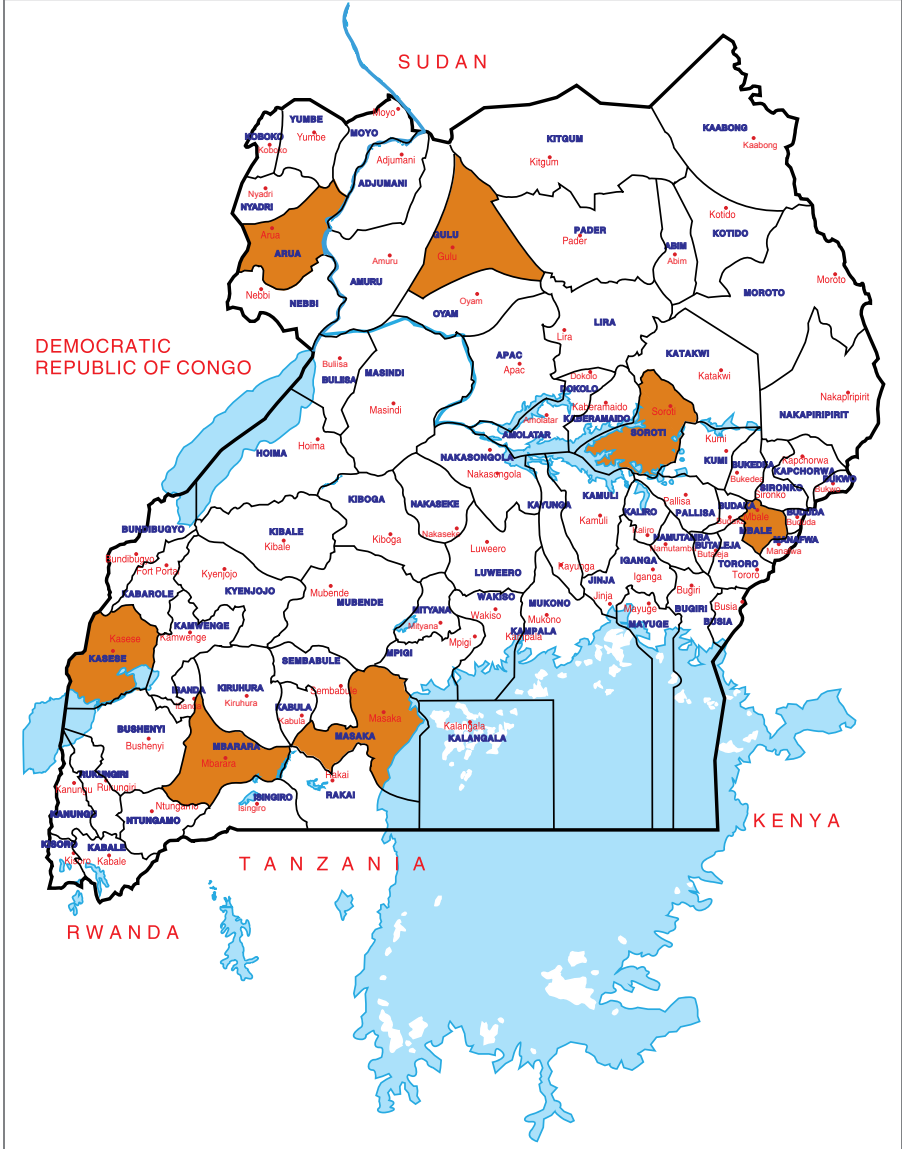 SUDAN
Moyo
YUMBE
KOBOKO
Yumbe
MOYO
Koboko
KITGUM
KAABONG
Kaabong
Adjumani
Kitgum
ADJUMANI
Nyadri
NYADRI
Kotido
KOTIDO
Arua
ARUA
GULU
Gulu
PADER
Pader
ABIM
Abim
Amuru
AMURU
Moroto
MOROTO
Nebbi
NEBBI
Oyam
OYAM
LIRA
Lira
DEMOCRATIC
REPUBLIC OF CONGO
Buliisa
BULIISA
MASINDI
Masindi
APAC
Apac
KATAKWI
Katakwi
Dokolo
DOKOLO
Kaberamaido
KABERAMAIDO
Amolatar
AMOLATAR
Soroti
SOROTI
Nakapiripirit
NAKAPIRIPIRIT
Hoima
HOIMA
NAKASONGOLA
Nakasongola
Kumi
KUMI
BUKEDEA
Bukedea
Kapchorwa
KAPCHORWA
BUKWO
Bukwo
SIRONKO
Sironko
KIBOGA
Kiboga
NAKASEKE
Nakaseke
KAYUNGA
Kayunga
KAMULI
Kamuli
KALIRO
Kaliro
Pallisa
PALLISA
BUDAKA
Budaka
Mbale
MBALE
BUDUDA
Bududa
MANAFWA
Manafwa
BUNDIBUGYO
Bundibugyo
KIBALE
Kibale
Luweero
LUWEERO
NAMUTAMBA
Namutamba
BUTALEJA
Butaleja
TORORO
Tororo
Fort Portal
KABAROLE
Kyenjojo
KYENJOJO
Mubende
MUBENDE
IGANGA
Iganga
JINJA
Jinja
Bugiri
BUGIRI
Busia
BUSIA
Mayuge
MAYUGE
MITYANA
Mityana
WAKISO
Wakiso
MUKONO
Mukono
KAMPALA
Kampala
Mpigi
MPIGI
KAMWENGE
Kamwenge
Kasese
KASESE
SEMBABULE
Sembabule
IBANDA
Ibanda
KIRUHURA
Kiruhura
KABULA
Kabula
Masaka
MASAKA
Kalangala
KALANGALA
BUSHENYI
Bushenyi
MBARARA
Mbarara
RUKUNGIRI
Rukungiri
Kanungu
KANUNGU
Ntungamo
NTUNGAMO
ISINGIRO
Isingiro
Rakai
RAKAI
KISORO
Kisoro
KABALE
Kabale
KENYA
TANZANIA
RWANDA